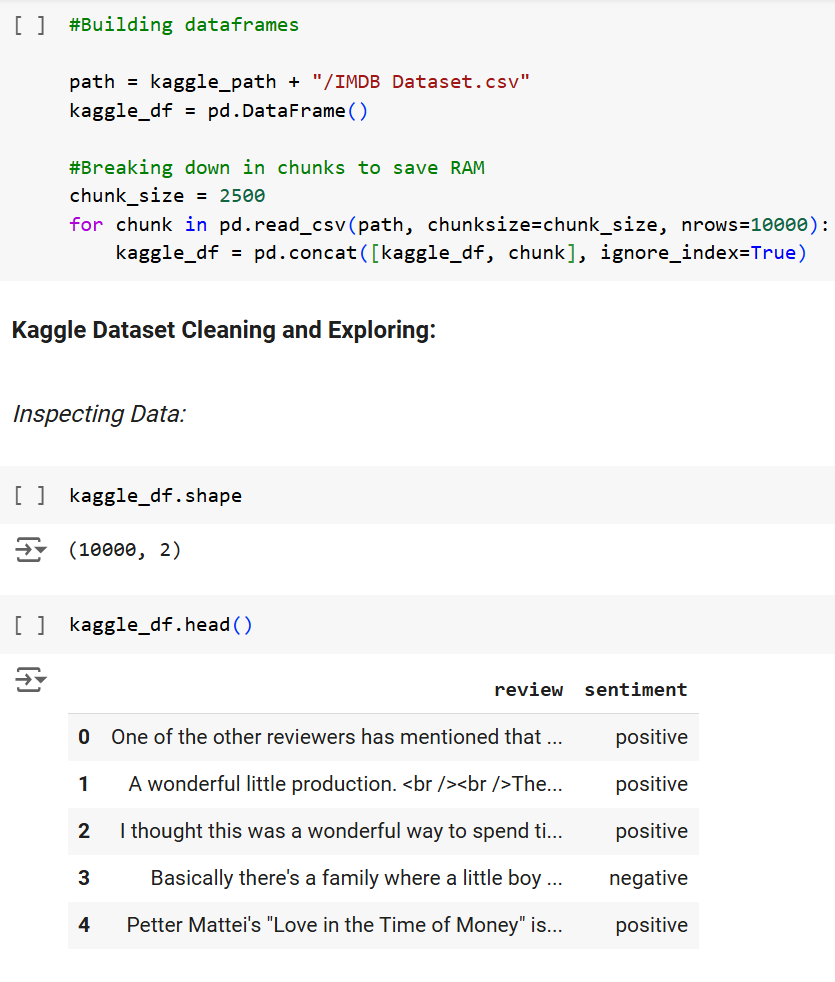 [ ] #Building dataframes
path = kaggle_path + "/IMDB Dataset.csv"
kaggle_df = pd.DataFrame()
#Breaking down in chunks to save RAM
chunk_size = 2500
for chunk in pd.read_csv(path, chunksize=chunk_size, nrows=10000):
    kaggle_df = pd.concat([kaggle_df, chunk], ignore_index=True)
Kaggle Dataset Cleaning and Exploring:
Inspecting Data:
[ ] kaggle_df.shape
(10000, 2)
[ ] kaggle_df.head()
review sentiment
0 One of the other reviewers has mentioned that ... positive
1 A wonderful little production. <br /><br />The... positive
2 I thought this was a wonderful way to spend ti... positive
3 Basically there's a family where a little boy ... negative
4 Petter Mattei's "Love in the Time of Money" is... positive